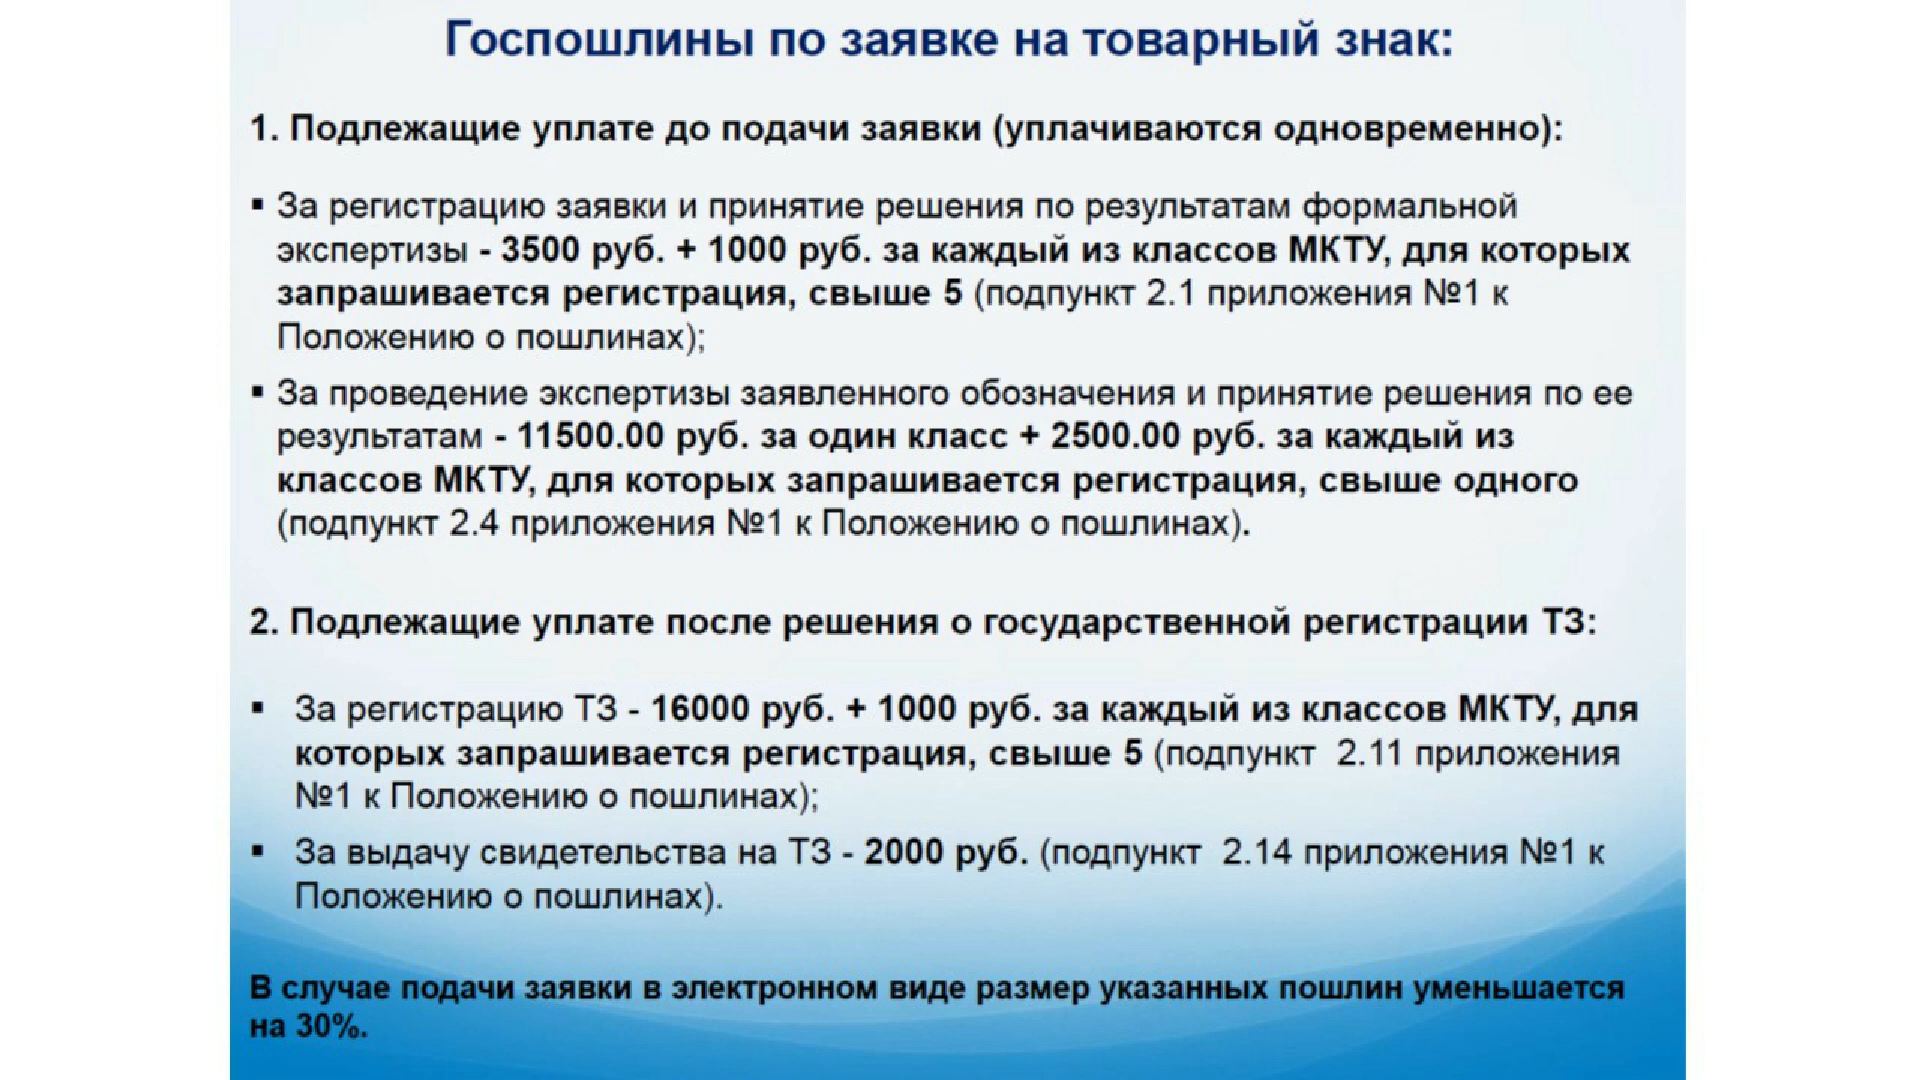 Госпошлины по заявке на товарный знак:
1. Подлежащие уплате до подачи заявки (уплачиваются одновременно):
▪ За регистрацию заявки и принятие решения по результатам формальной
экспертизы - 3500 руб. + 1000 руб. за каждый из классов МКТУ, для которых
запрашивается регистрация, свыше 5 (подпункт 2.1 приложения №1 к
Положению о пошлинах);
▪ За проведение экспертизы заявленного обозначения и принятие решения по ее
результатам - 11500.00 руб. за один класс + 2500.00 руб. за каждый из
классов МКТУ, для которых запрашивается регистрация, свыше одного
(подпункт 2.4 приложения №1 к Положению о пошлинах).
2. Подлежащие уплате после решения о государственной регистрации ТЗ:
▪ За регистрацию ТЗ - 16000 руб. + 1000 руб. за каждый из классов МКТУ, для
которых запрашивается регистрация, свыше 5 (подпункт 2.11 приложения
№1 к Положению о пошлинах);
▪ За выдачу свидетельства на ТЗ - 2000 руб. (подпункт 2.14 приложения №1 к
Положению о пошлинах).
В случае подачи заявки в электронном виде размер указанных пошлин уменьшается
на 30%.